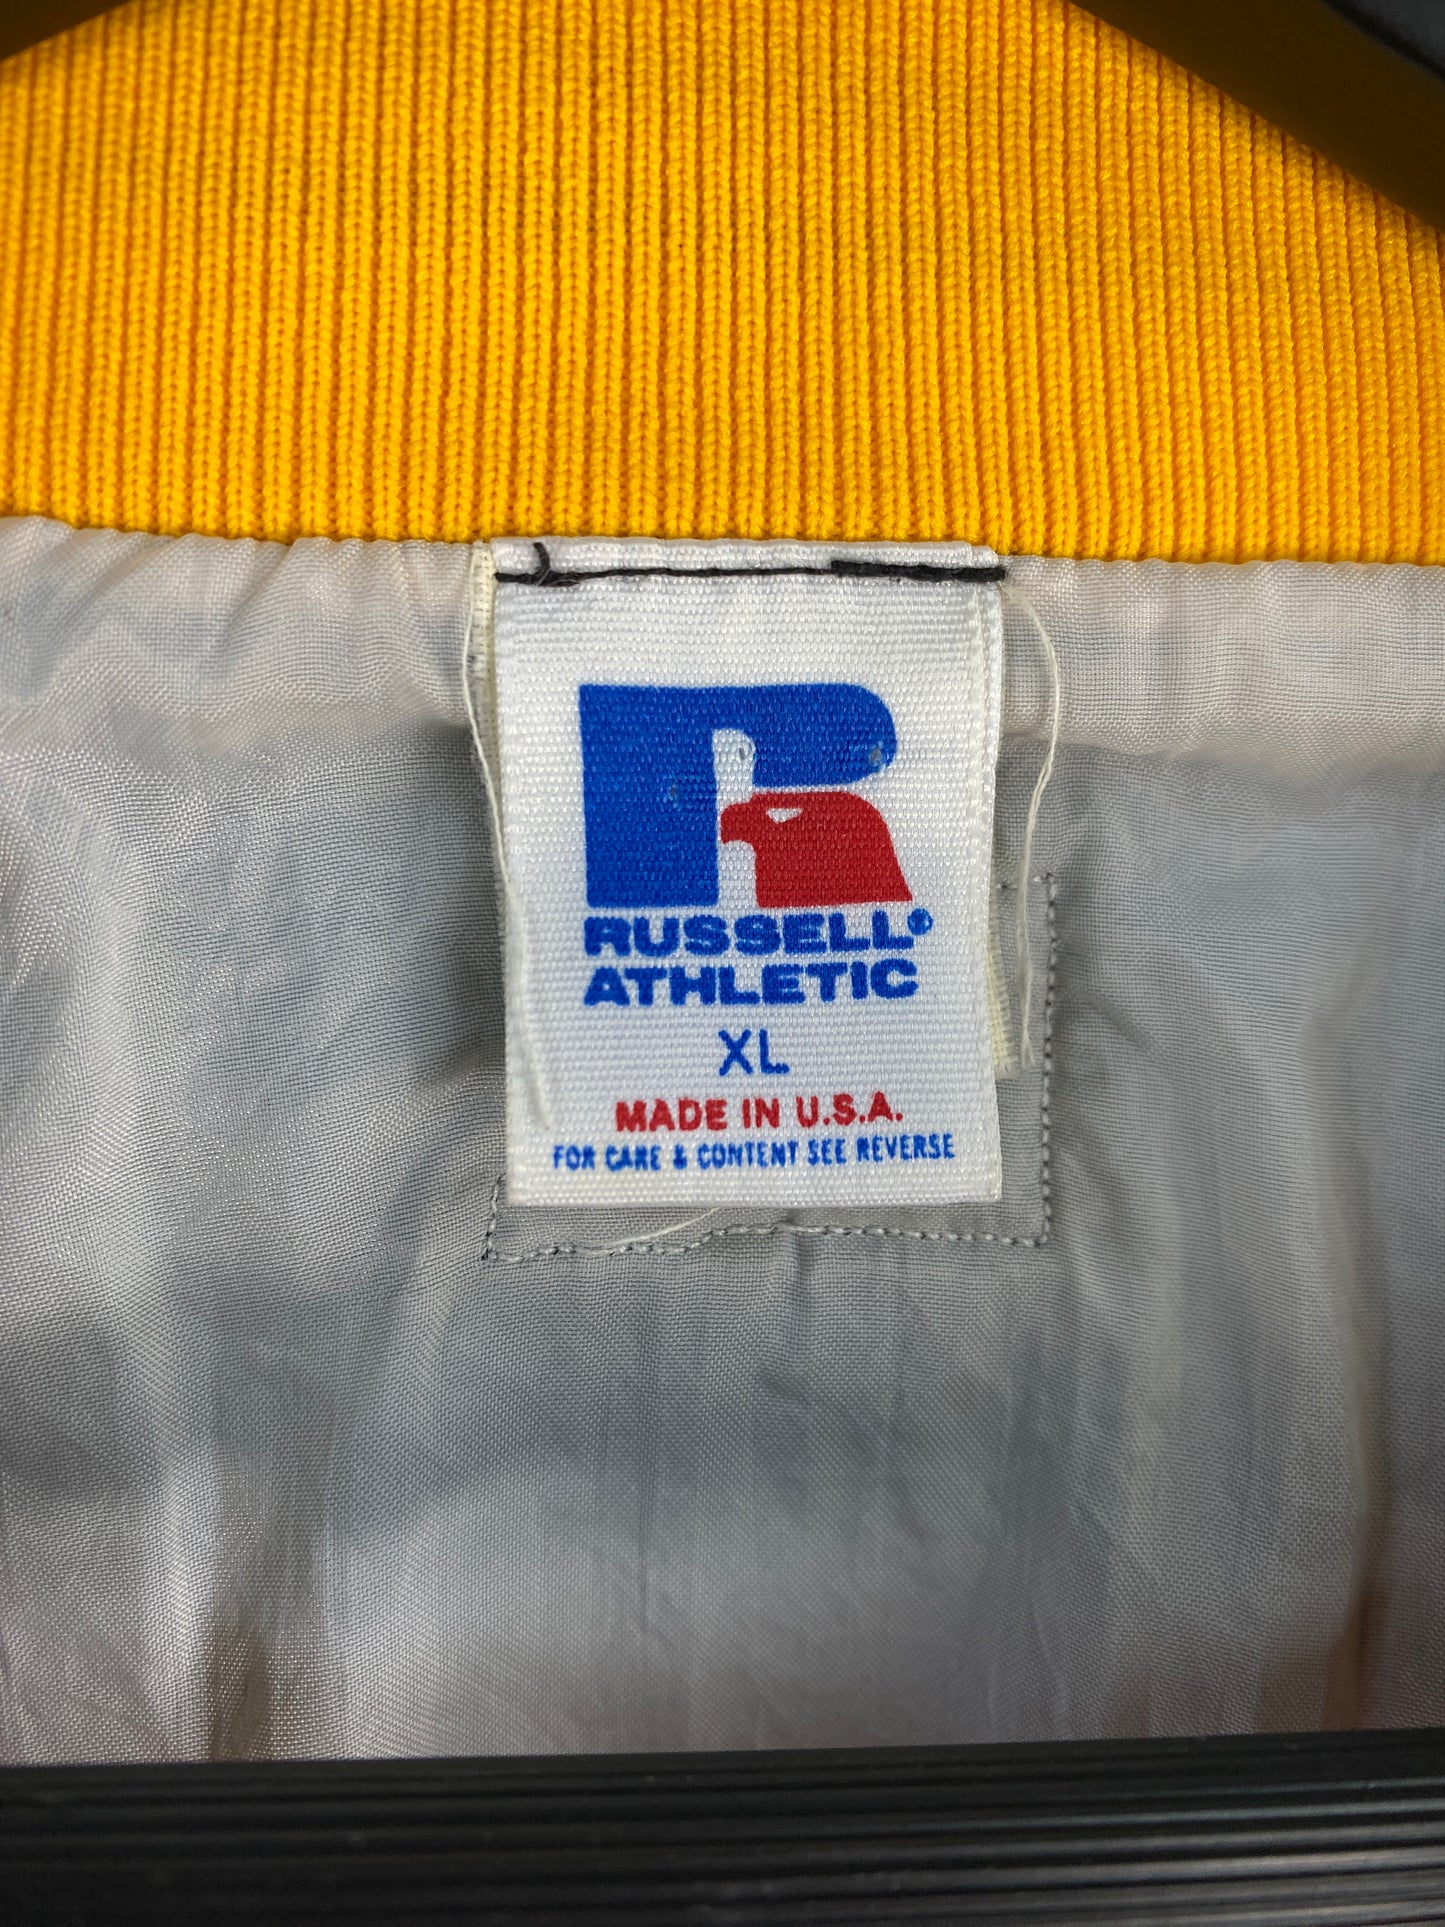 RUSSELL®
ATHLETIC
XL
MADE IN U.S.A.
FOR CARE & CONTENT SEE REVERSE